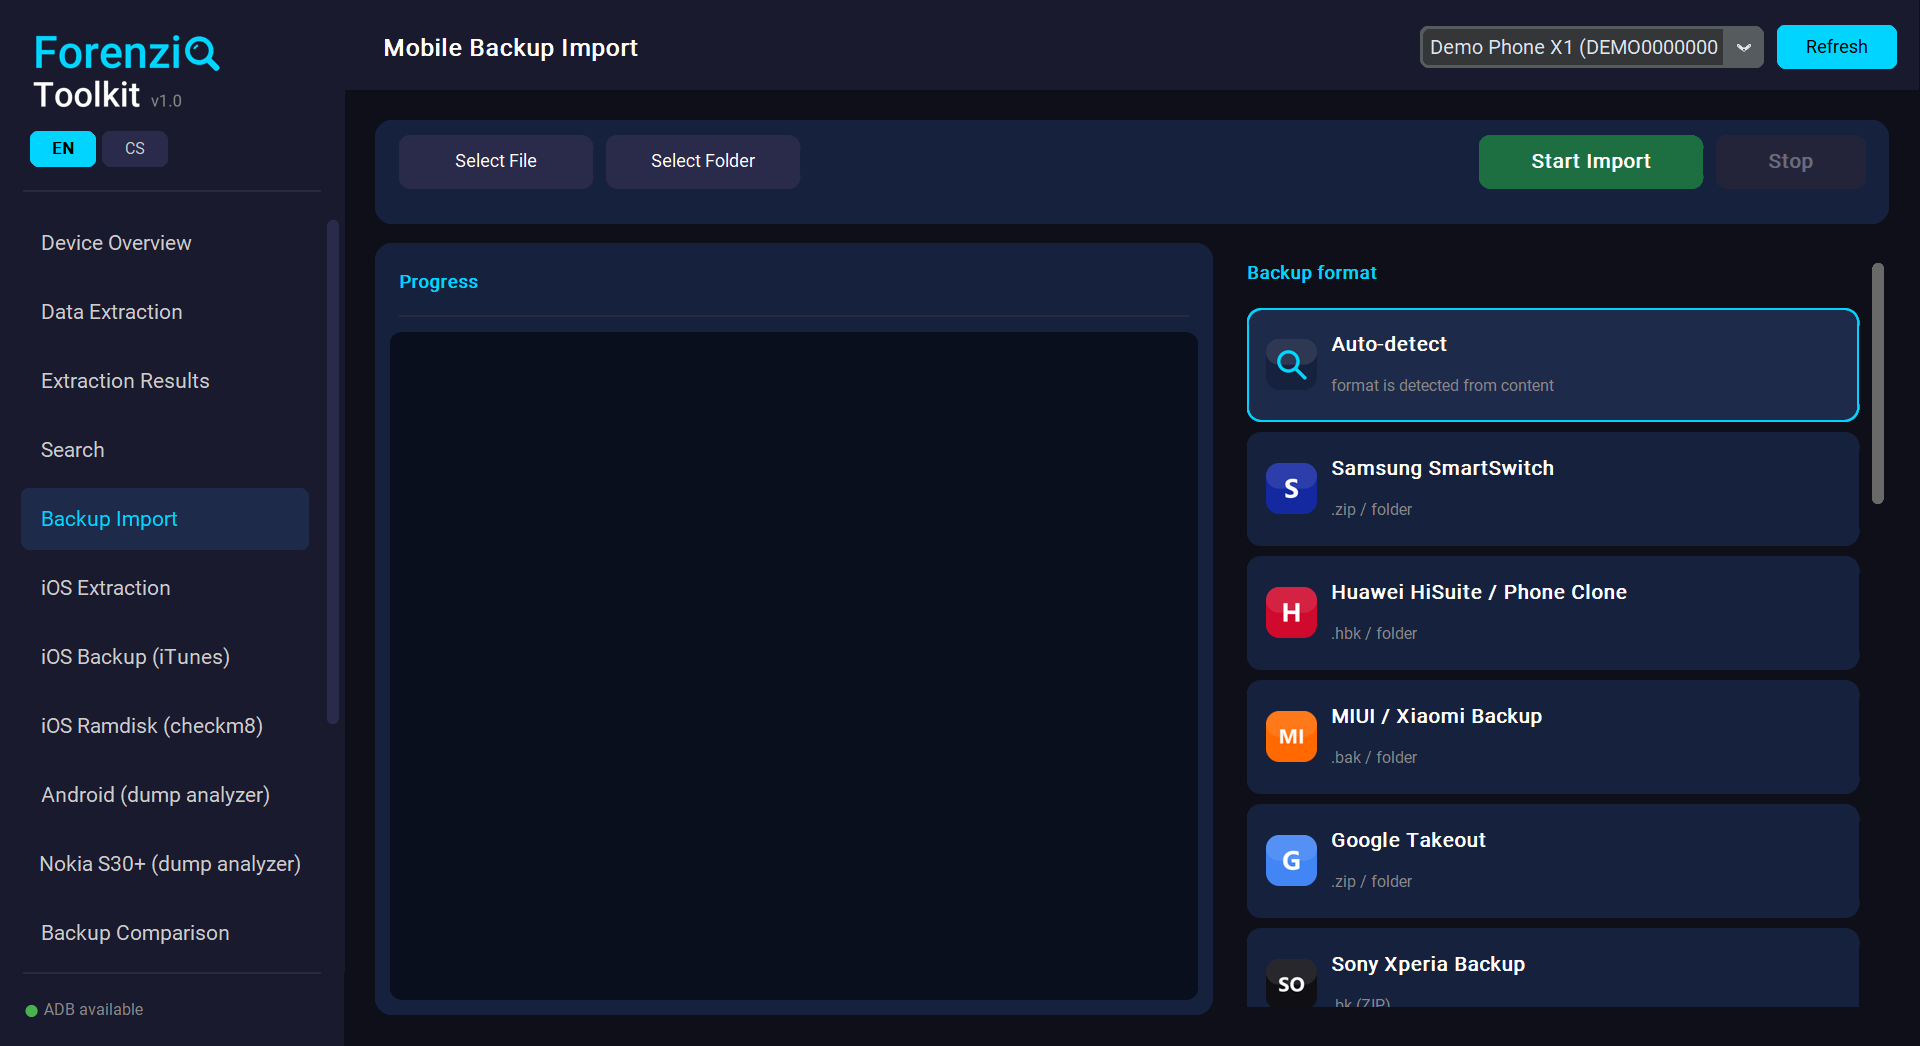 Forenzi
Toolkit v1.0
EN CS
Device Overview
Data Extraction
Extraction Results
Search
Backup Import
iOS Extraction
iOS Backup (iTunes)
iOS Ramdisk (checkm8)
Android (dump analyzer)
Nokia S30+ (dump analyzer)
Backup Comparison
ADB available
Mobile Backup Import
Demo Phone X1 (DEMO0000000
Refresh
Select File
Select Folder
Start Import
Stop
Progress
Backup format
Auto-detect
format is detected from content
S
Samsung SmartSwitch
.zip / folder
H
Huawei HiSuite / Phone Clone
.hbk / folder
MI
MIUI / Xiaomi Backup
.bak / folder
G
Google Takeout
.zip / folder
SO
Sony Xperia Backup
.bk (ZIP)